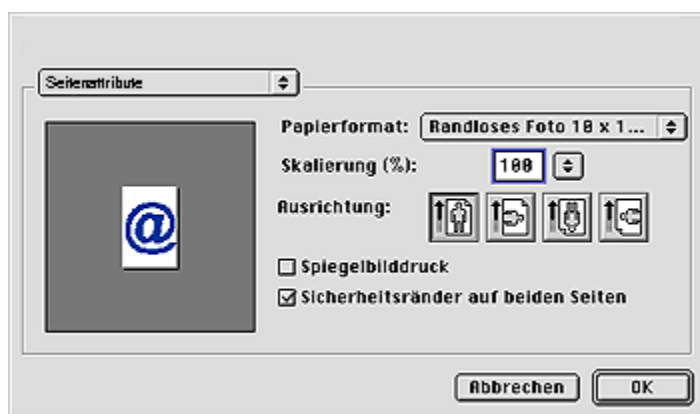 Seitenattribute
Papierformat: Randloses Foto 10 x 1...
Skalierung (%): 100
@
Ausrichtung:
Spiegelbilddruck
Sicherheitsränder auf beiden Seiten
Abbrechen OK